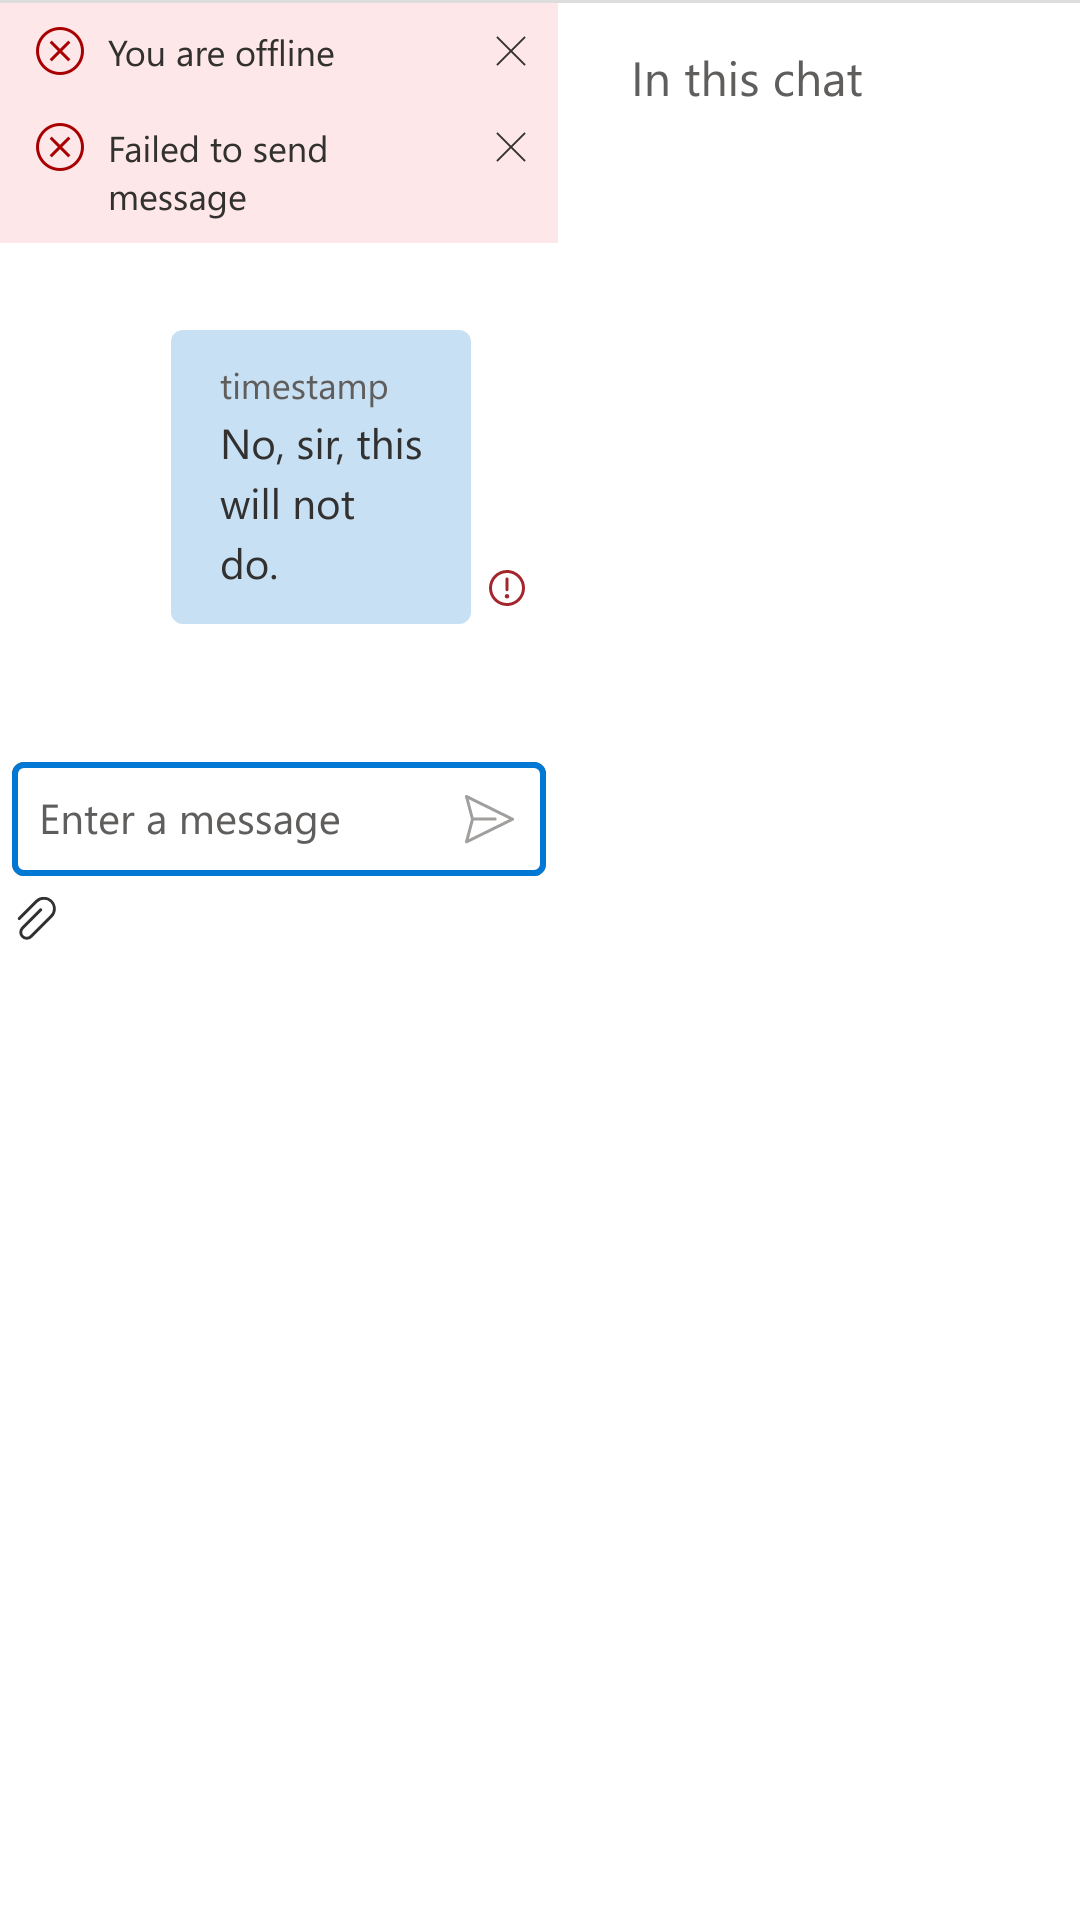 You are offline
Failed to send
message
In this chat
timestamp
No, sir, this
will not
do.
Enter a message